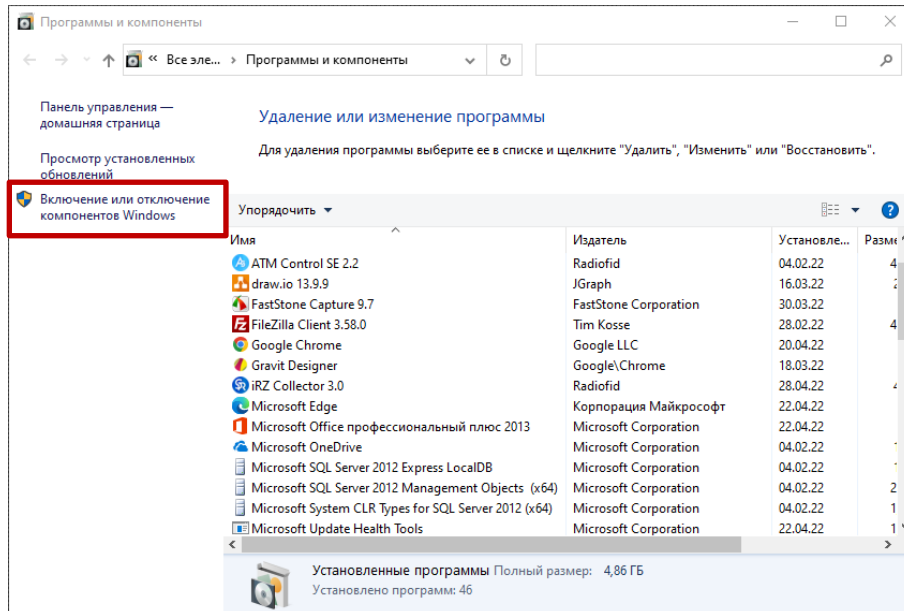 Программы и компоненты
« Все эле... › Программы и компоненты
Панель управления —
домашняя страница
Просмотр установленных
обновлений
Включение или отключение
компонентов Windows
Удаление или изменение программы
Для удаления программы выберите ее в списке и щелкните "Удалить", "Изменить" или "Восстановить".
Упорядочить
Имя Издатель Установле... Разме
ATM Control SE 2.2 Radiofid 04.02.22 4
draw.io 13.9.9 JGraph 16.03.22 2
FastStone Capture 9.7 FastStone Corporation 30.03.22
FileZilla Client 3.58.0 Tim Kosse 28.02.22 4
Google Chrome Google LLC 20.04.22
Gravit Designer Google\Chrome 18.03.22
iRZ Collector 3.0 Radiofid 28.04.22 4
Microsoft Edge Корпорация Майкрософт 22.04.22
Microsoft Office профессиональный плюс 2013 Microsoft Corporation 22.04.22
Microsoft OneDrive Microsoft Corporation 04.02.22 1
Microsoft SQL Server 2012 Express LocalDB Microsoft Corporation 04.02.22 1
Microsoft SQL Server 2012 Management Objects (x64) Microsoft Corporation 04.02.22 2
Microsoft System CLR Types for SQL Server 2012 (x64) Microsoft Corporation 04.02.22 1
Microsoft Update Health Tools Microsoft Corporation 22.04.22 1
Установленные программы Полный размер: 4,86 ГБ
Установлено программ: 46